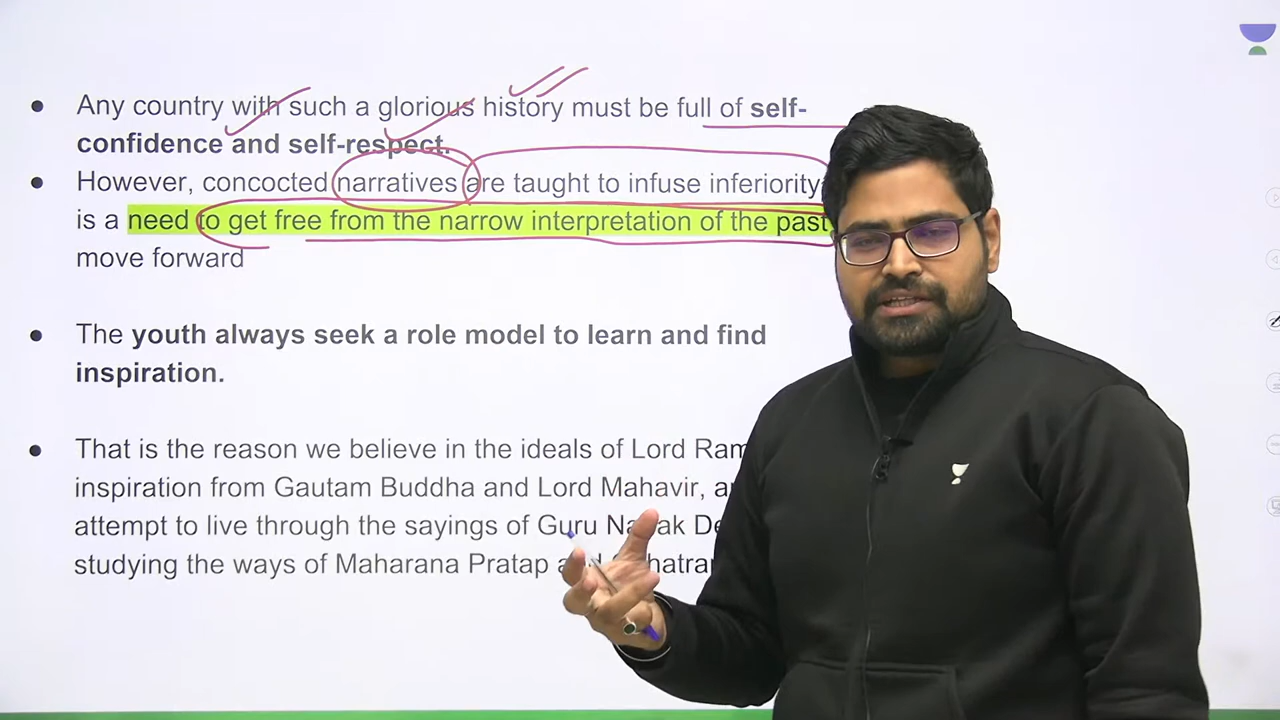 Any country with such a glorious history must be full of self-
confidence and self-respect.
However, concocted narratives are taught to infuse inferiority
is a need to get free from the narrow interpretation of the past
move forward
The youth always seek a role model to learn and find
inspiration.
That is the reason we believe in the ideals of Lord Ram
inspiration from Gautam Buddha and Lord Mahavir,
attempt to live through the sayings of Guru Nanak
studying the ways of Maharana Pratap